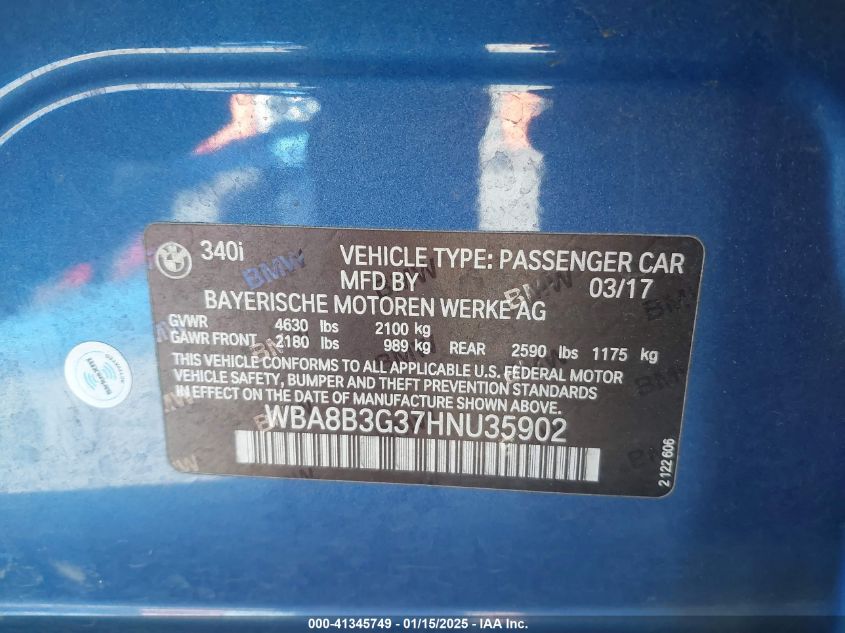 340i VEHICLE TYPE: PASSENGER CAR
MFD BY 03/17
BAYERISCHE MOTOREN WERKE AG
GVWR 4630 lbs 2100 kg
GAWR FRONT 2180 lbs 989 kg REAR 2590 lbs 1175 kg
THIS VEHICLE CONFORMS TO ALL APPLICABLE U.S. FEDERAL MOTOR
VEHICLE SAFETY, BUMPER AND THEFT PREVENTION STANDARDS
IN EFFECT ON THE DATE OF MANUFACTURE SHOWN ABOVE.
WBA8B3G37HNU35902
2 122 606
000-41345749 - 01/15/2025 - IAA Inc.